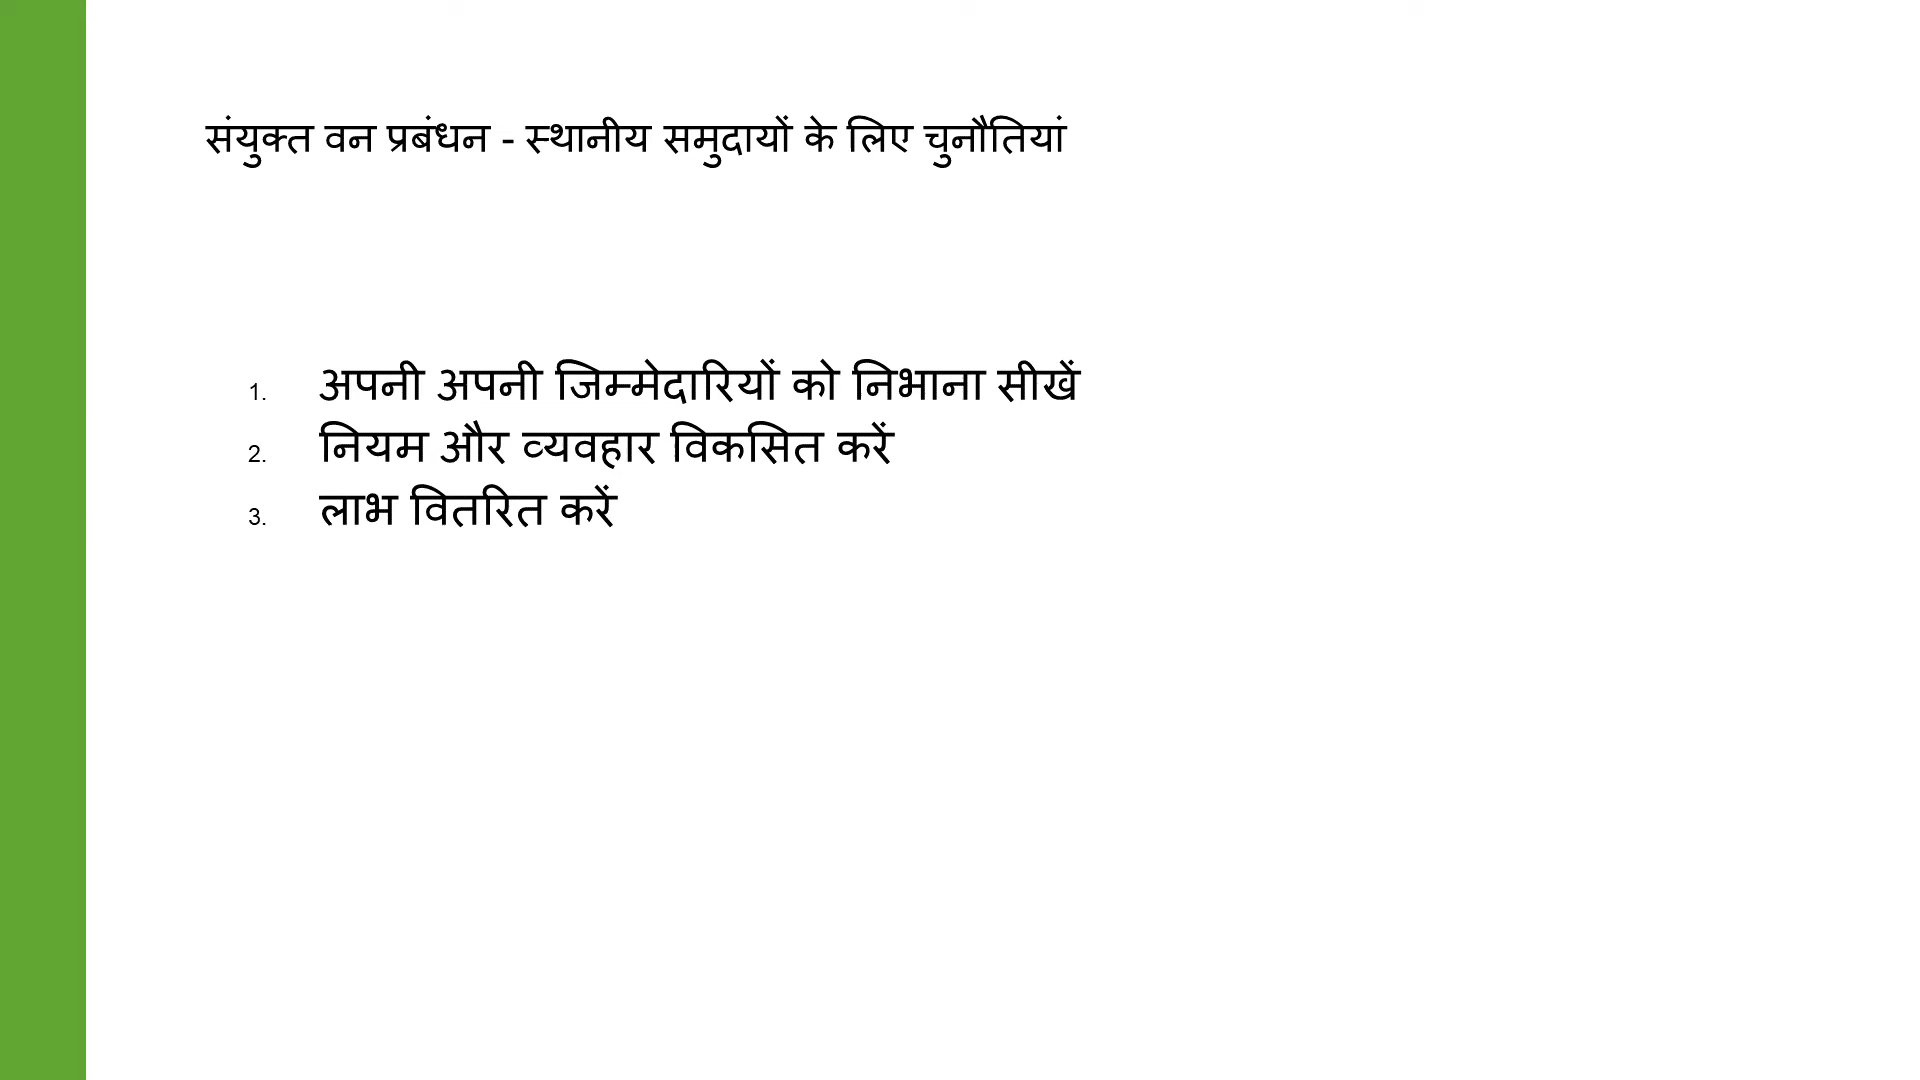 संयुक्त वन प्रबंधन - स्थानीय समुदायों के लिए चुनौतियां
1. अपनी अपनी जिम्मेदारियों को निभाना सीखें
2. नियम और व्यवहार विकसित करें
3. लाभ वितरित करें